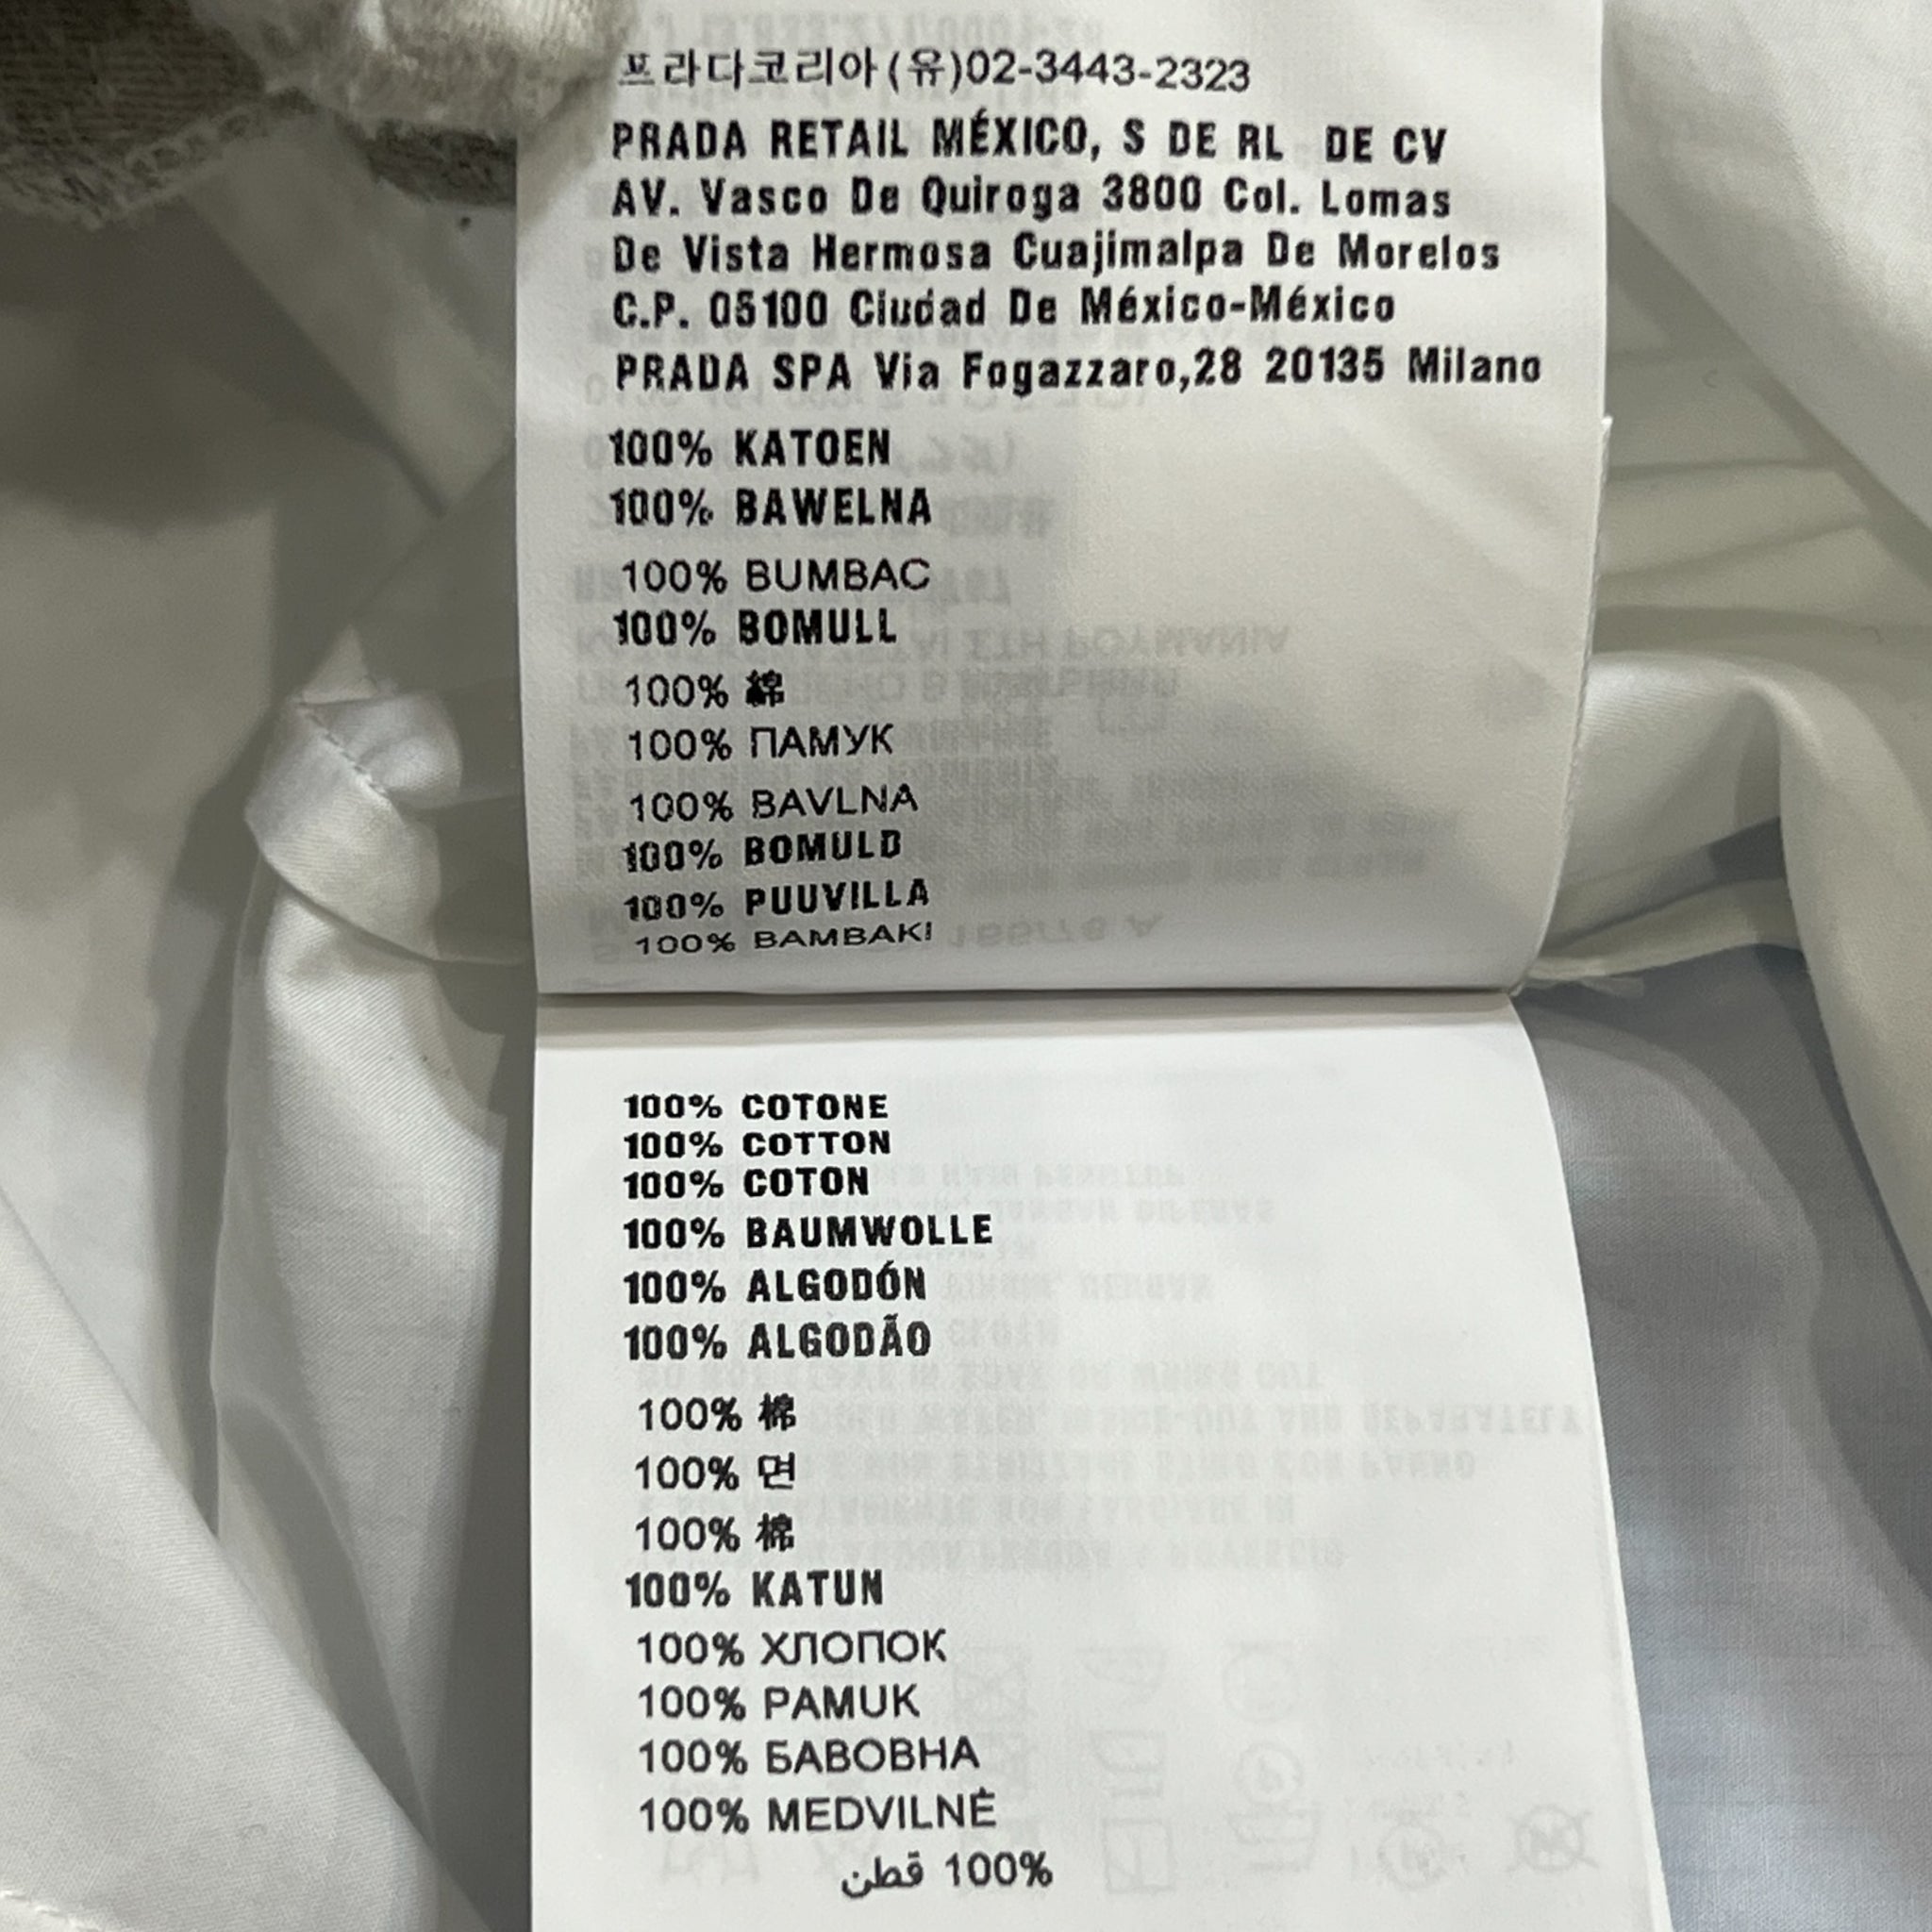 프라다코리아(유)02-3443-2323
PRADA RETAIL MÉXICO, S DE RL DE CV
AV. Vasco De Quiroga 3800 Col. Lomas
De Vista Hermosa Cuajimalpa De Morelos
C.P. 05100 Ciudad De México-México
PRADA SPA Via Fogazzaro,28 20135 Milano
100% KATOEN
100% BAWELNA
100% BUMBAC
100% BOMULL
100% 綿
100% ПАМУК
100% BAVLNA
100% BOMULD
100% PUUVILLA
100% BAMBAKI
100% COTONE
100% COTTON
100% COTON
100% BAUMWOLLE
100% ALGODÓN
100% ALGODÃO
100% 棉
100% 면
100% 棉
100% KATUN
100% ХЛОПОК
100% PAMUK
100% БАВОВНА
100% MEDVILNĖ
100% قطن